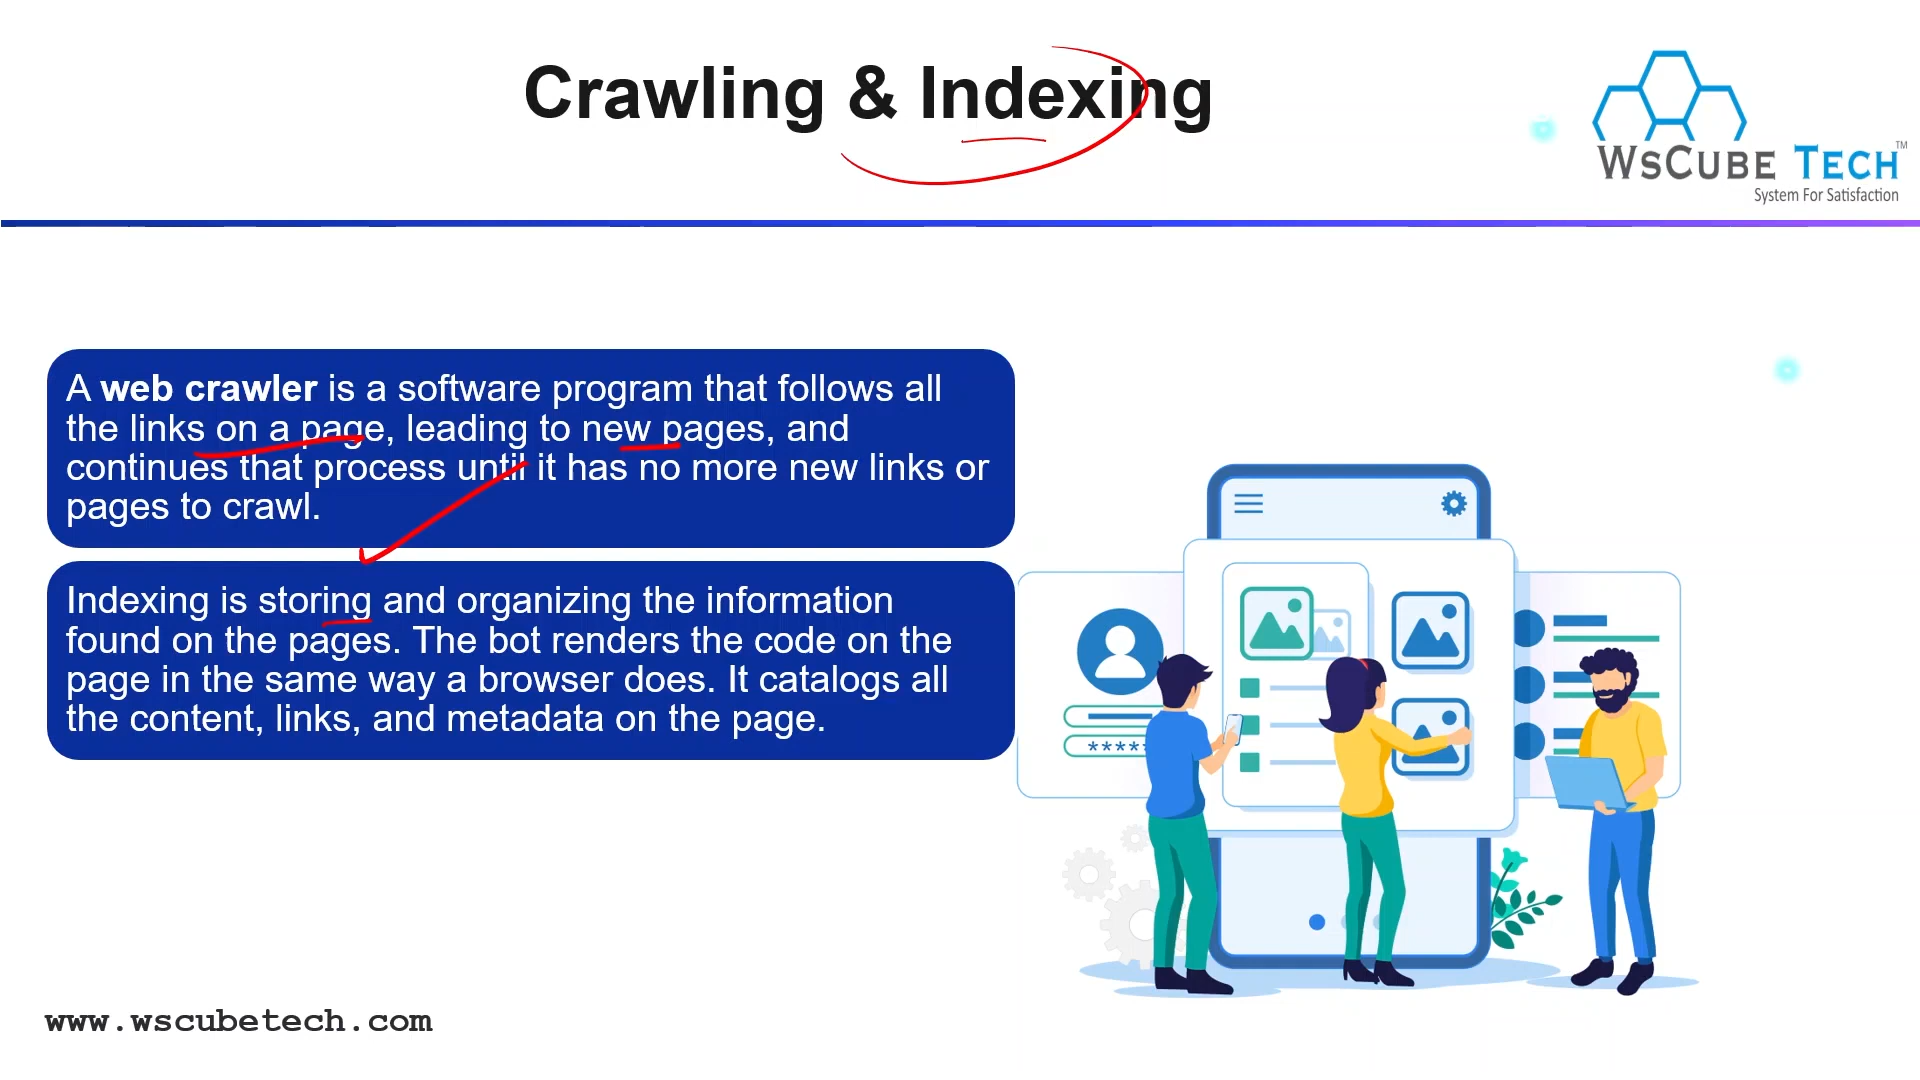 Crawling & Indexing
WsCube Tech™
System For Satisfaction
A web crawler is a software program that follows all
the links on a page, leading to new pages, and
continues that process until it has no more new links or
pages to crawl.
Indexing is storing and organizing the information
found on the pages. The bot renders the code on the
page in the same way a browser does. It catalogs all
the content, links, and metadata on the page.
*****
www.wscubetech.com